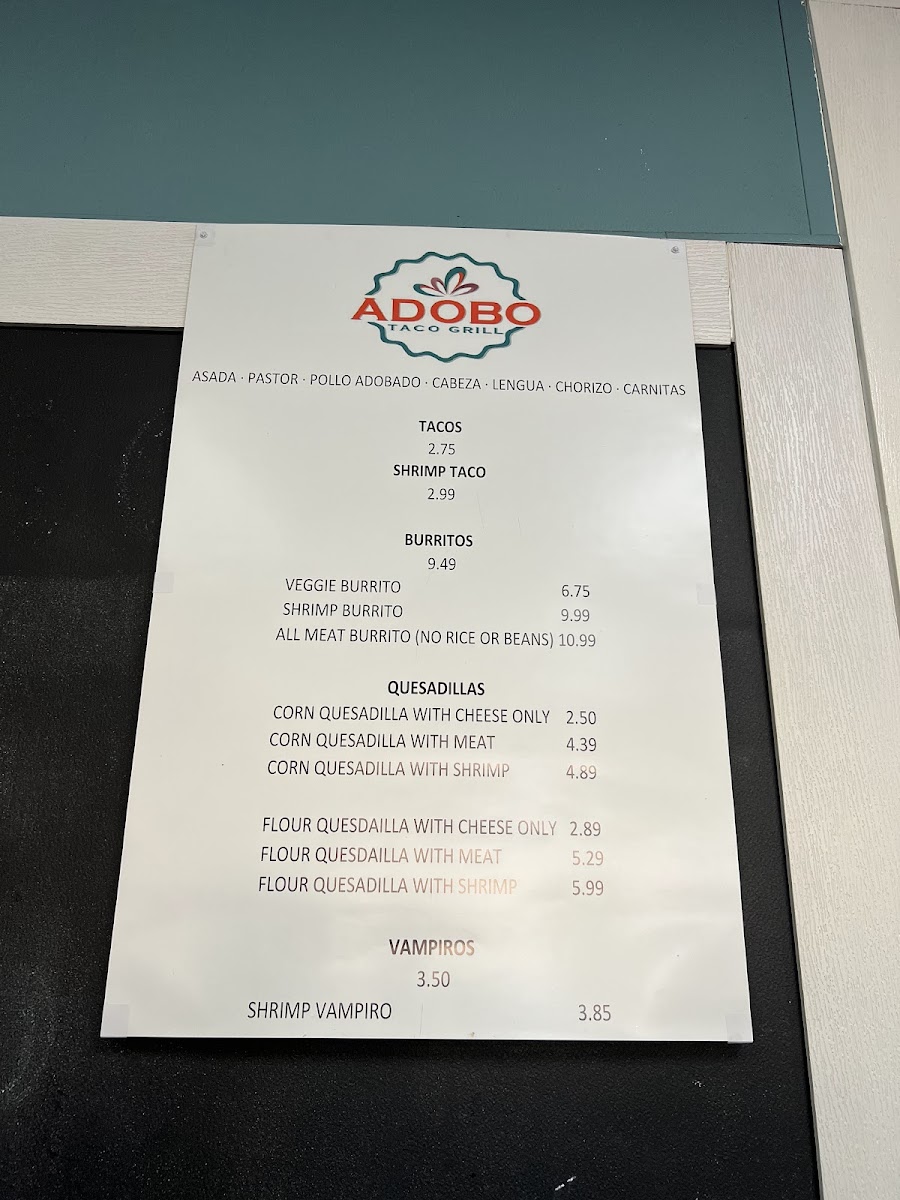 ADOBO
TACO GRILL
ASADA · PASTOR · POLLO ADOBADO · CABEZA · LENGUA · CHORIZO · CARNITAS
TACOS
2.75
SHRIMP TACO
2.99
BURRITOS
9.49
VEGGIE BURRITO 6.75
SHRIMP BURRITO 9.99
ALL MEAT BURRITO (NO RICE OR BEANS) 10.99
QUESADILLAS
CORN QUESADILLA WITH CHEESE ONLY 2.50
CORN QUESADILLA WITH MEAT 4.39
CORN QUESADILLA WITH SHRIMP 4.89
FLOUR QUESDAILLA WITH CHEESE ONLY 2.89
FLOUR QUESDAILLA WITH MEAT 5.29
FLOUR QUESADILLA WITH SHRIMP 5.99
VAMPIROS
3.50
SHRIMP VAMPIRO 3.85